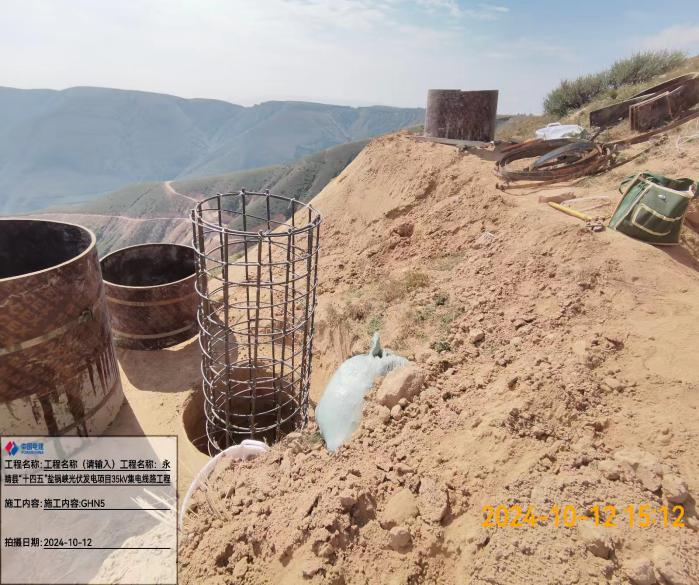 中国电建
POWERCHINA
工程名称: 工程名称（请输入）工程名称: 永
靖县“十四五”盐锅峡光伏发电项目35kV集电线路工程
施工内容: 施工内容:GHN5
拍摄日期: 2024-10-12
2024-10-12 15:12